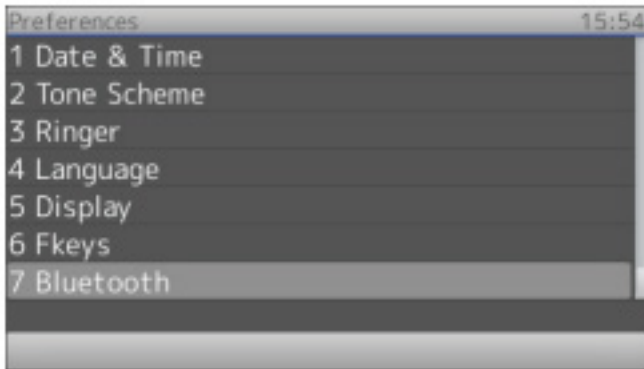 Preferences 15:54
1 Date & Time
2 Tone Scheme
3 Ringer
4 Language
5 Display
6 Fkeys
7 Bluetooth